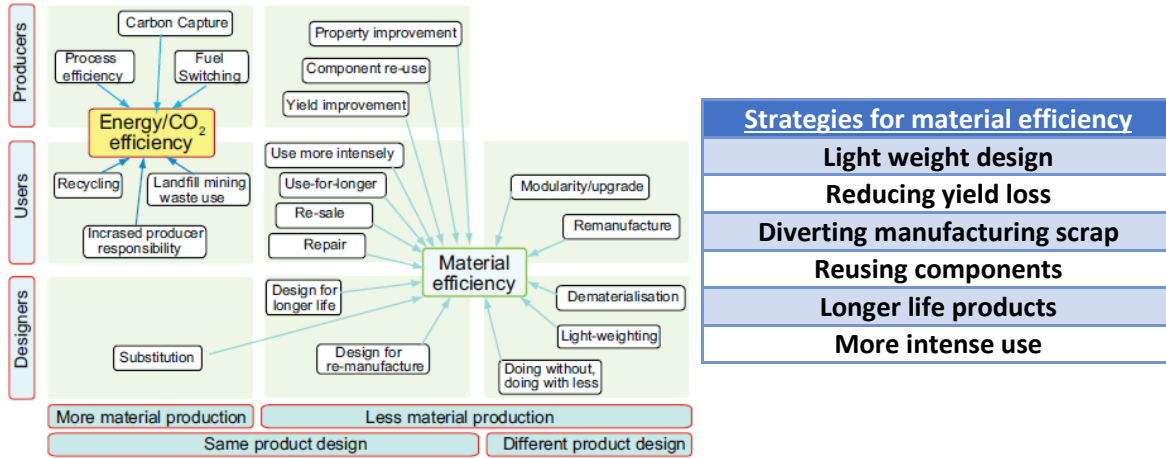 Producers
Carbon Capture
Process
efficiency
Fuel
Switching
Energy/CO2
efficiency
Property improvement
Component re-use
Yield improvement
Users
Recycling
Landfill mining
waste use
Incrased producer
responsibility
Use more intensely
Use-for-longer
Re-sale
Repair
Modularity/upgrade
Remanufacture
Material
efficiency
Designers
Design for
longer life
Substitution
Design for
re-manufacture
Dematerialisation
Light-weighting
Doing without,
doing with less
More material production
Less material production
Same product design
Different product design
Strategies for material efficiency
Light weight design
Reducing yield loss
Diverting manufacturing scrap
Reusing components
Longer life products
More intense use